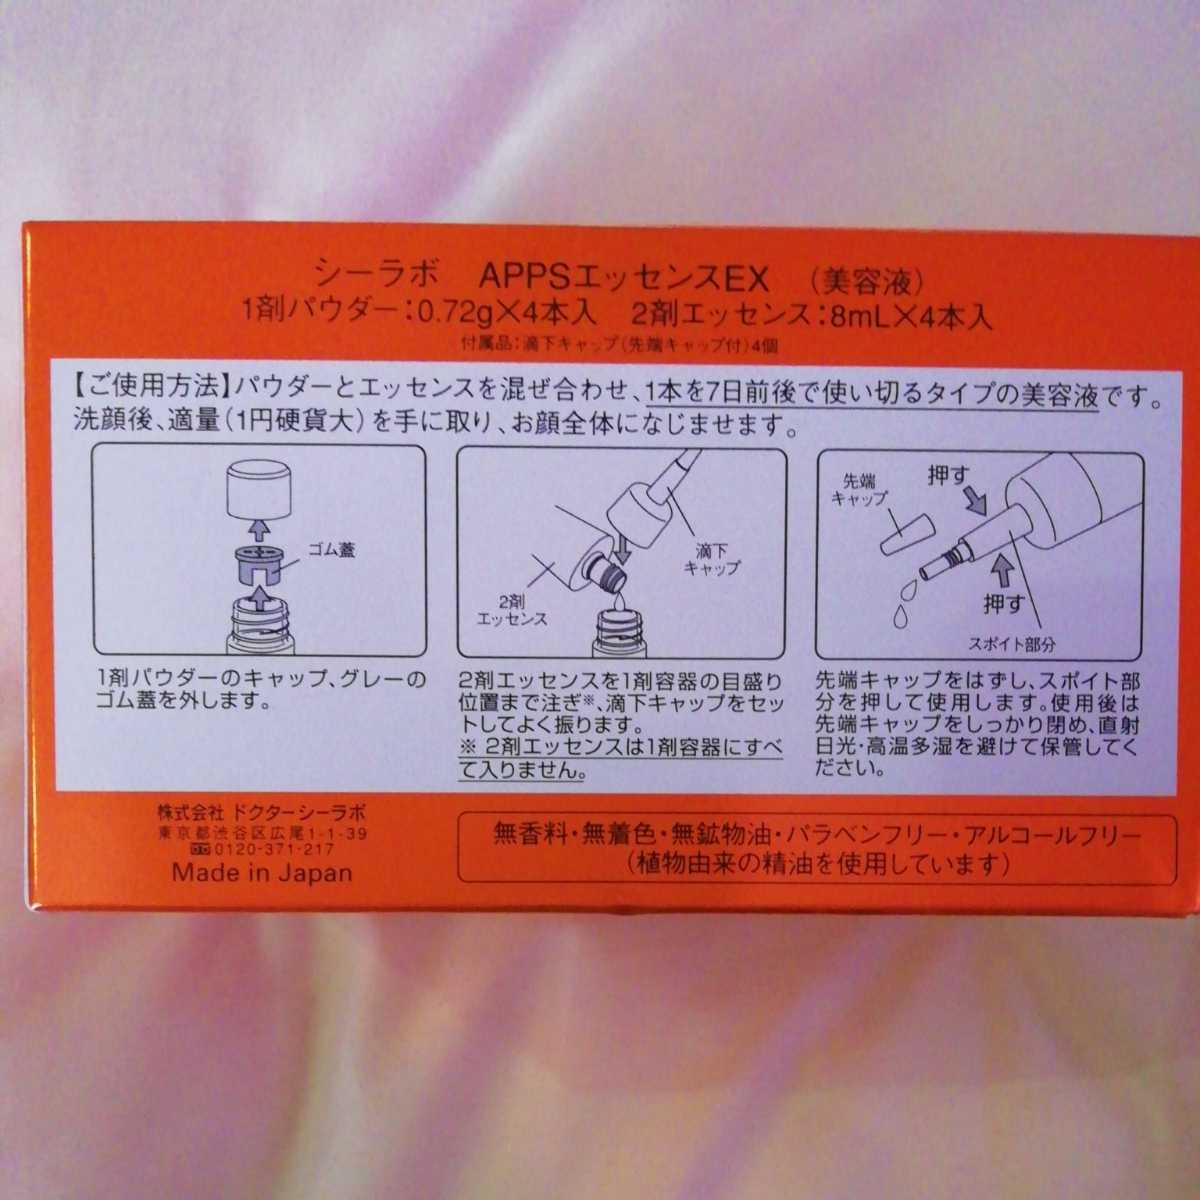 シーラボ　APPSエッセンスEX　（美容液）
1剤パウダー：0.72g×4本入　2剤エッセンス：8mL×4本入
付属品：滴下キャップ（先端キャップ付）4個
【ご使用方法】パウダーとエッセンスを混ぜ合わせ、1本を7日前後で使い切るタイプの美容液です。
洗顔後、適量（1円硬貨大）を手に取り、お顔全体になじませます。
ゴム蓋
1剤パウダーのキャップ、グレーの
ゴム蓋を外します。
滴下
キャップ
2剤
エッセンス
2剤エッセンスを1剤容器の目盛り
位置まで注ぎ※、滴下キャップをセッ
トしてよく振ります。
※ 2剤エッセンスは1剤容器にすべ
て入りません。
先端
キャップ
押す
押す
スポイト部分
先端キャップをはずし、スポイト部
分を押して使用します。使用後は
先端キャップをしっかり閉め、直射
日光・高温多湿を避けて保管してく
ださい。
株式会社 ドクターシーラボ
東京都渋谷区広尾1-1-39
0120-371-217
Made in Japan
無香料・無着色・無鉱物油・パラベンフリー・アルコールフリー
（植物由来の精油を使用しています）